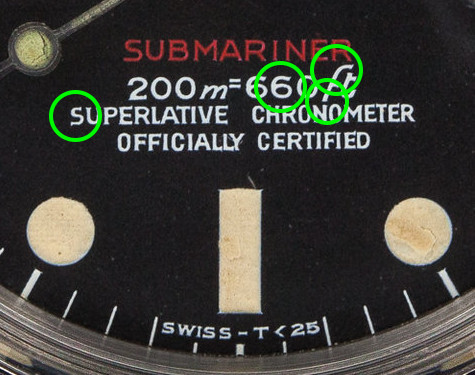 SUBMARINER
200m=660ft
SUPERLATIVE CHRONOMETER
OFFICIALLY CERTIFIED
SWISS - T < 25